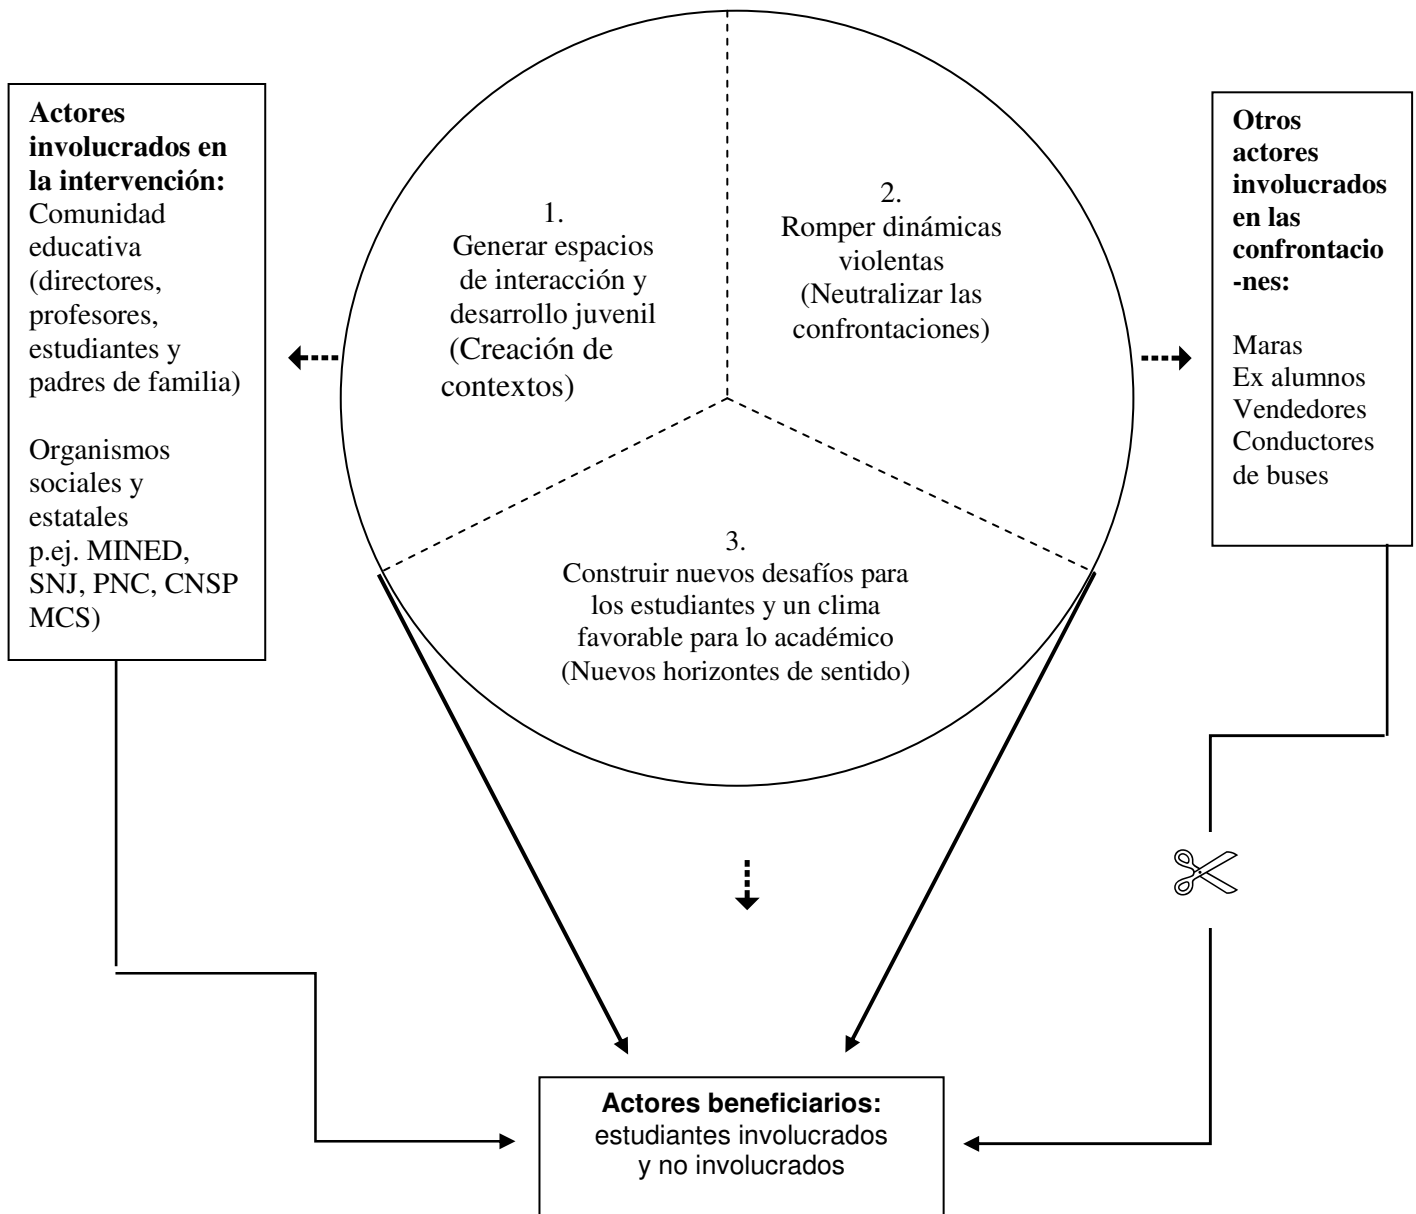 Actores
involucrados en
la intervención:
Comunidad
educativa
(directores,
profesores,
estudiantes y
padres de familia)
Organismos
sociales y
estatales
p.ej. MINED,
SNJ, PNC, CNSP
MCS)
1.
Generar espacios
de interacción y
desarrollo juvenil
(Creación de
contextos)
2.
Romper dinámicas
violentas
(Neutralizar las
confrontaciones)
3.
Construir nuevos desafíos para
los estudiantes y un clima
favorable para lo académico
(Nuevos horizontes de sentido)
Otros
actores
involucrados
en las
confrontacio
-nes:
Maras
Ex alumnos
Vendedores
Conductores
de buses
Actores beneficiarios:
estudiantes involucrados
y no involucrados